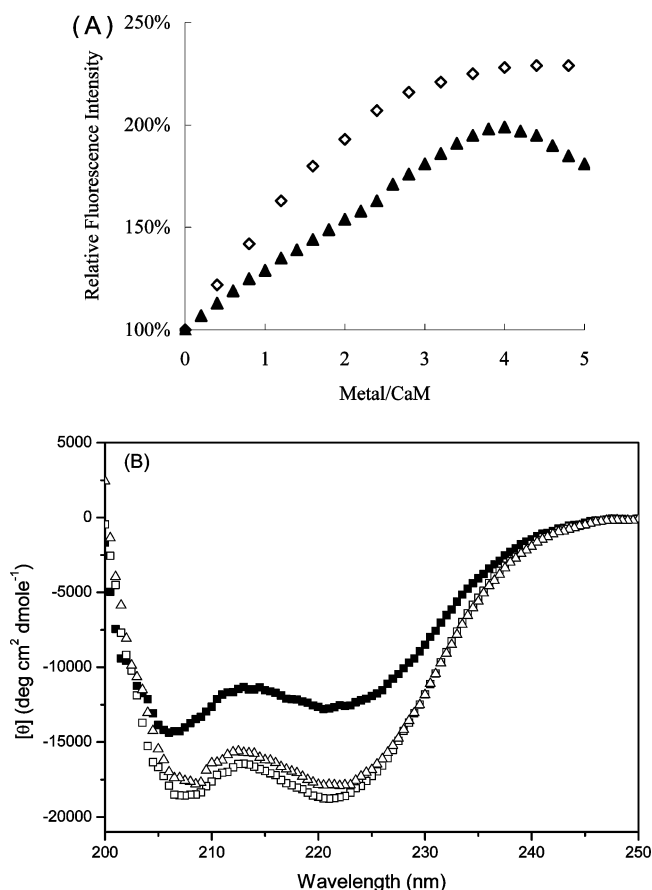 (A)
Relative Fluorescence Intensity
250%
200%
150%
100%
0 1 2 3 4 5
Metal/CaM
(B)
[θ] (deg cm² dmole⁻¹)
5000
0
-5000
-10000
-15000
-20000
200 210 220 230 240 250
Wavelength (nm)